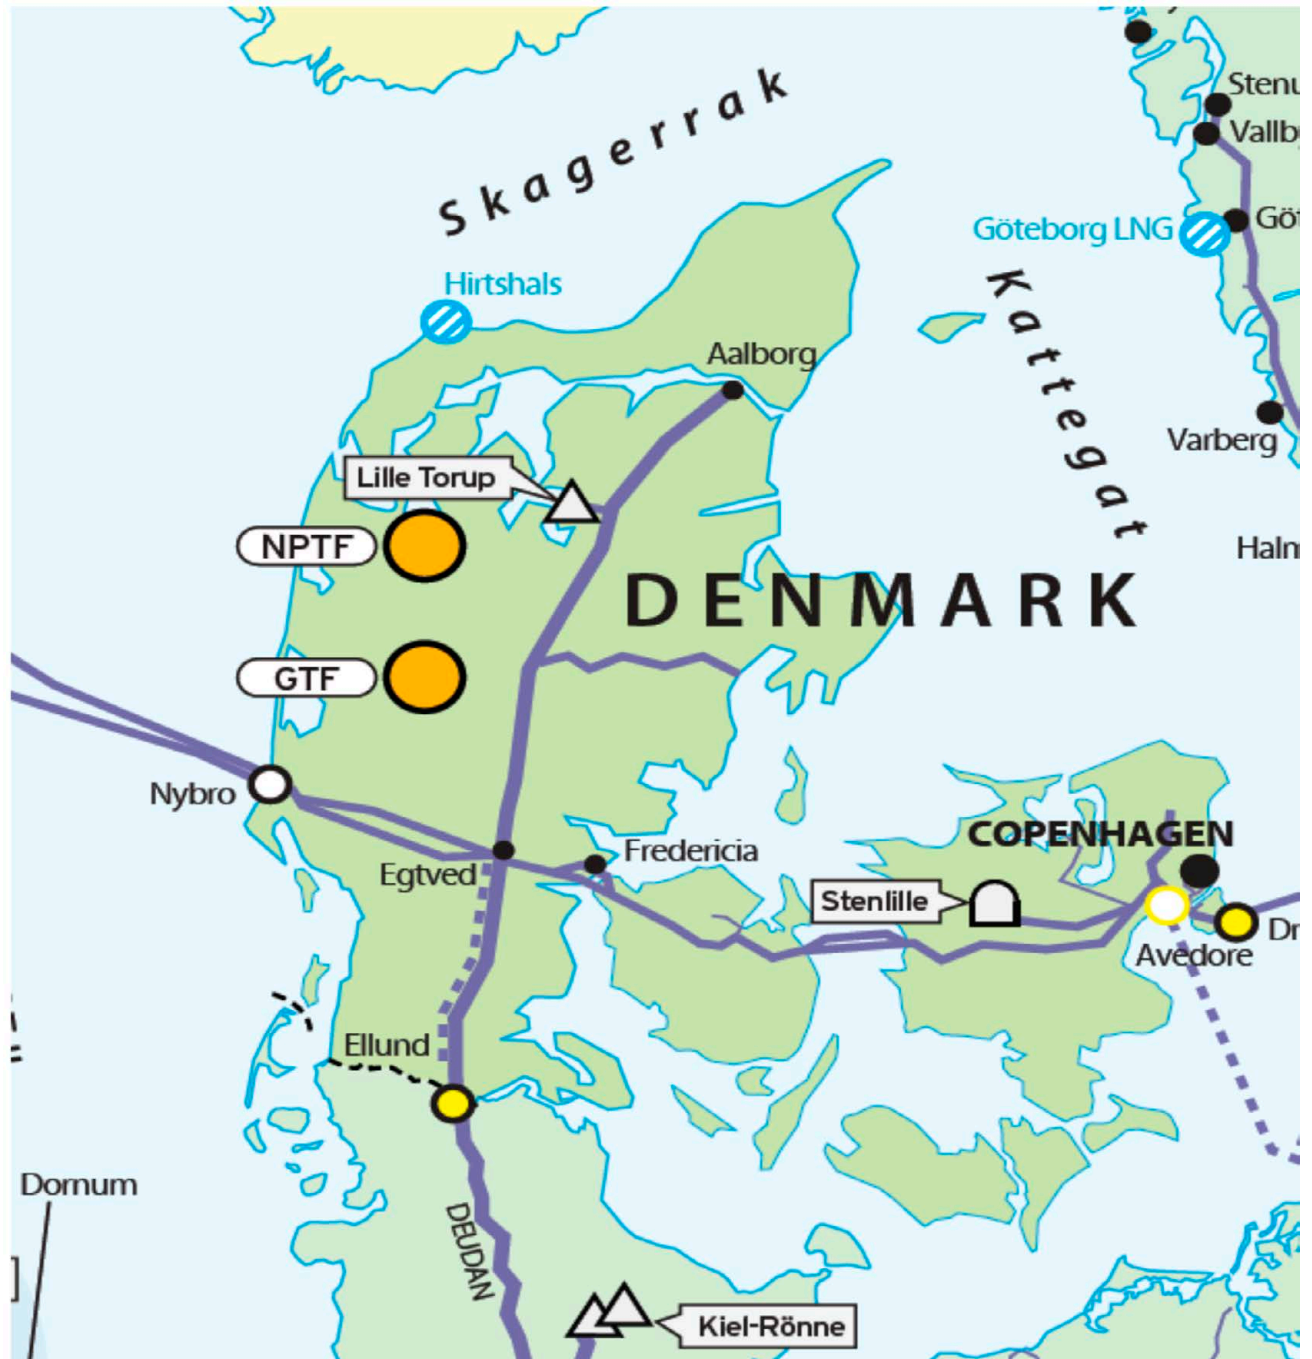 Skagerrak
Göteborg LNG
Hirtshals
Kattegat
Aalborg
Varberg
Lille Torup
NPTF
DENMARK
GTF
Nybro
COPENHAGEN
Egtved
Fredericia
Stenlille
Avedore
Ellund
Dornum
DEUDAN
Kiel-Rönne